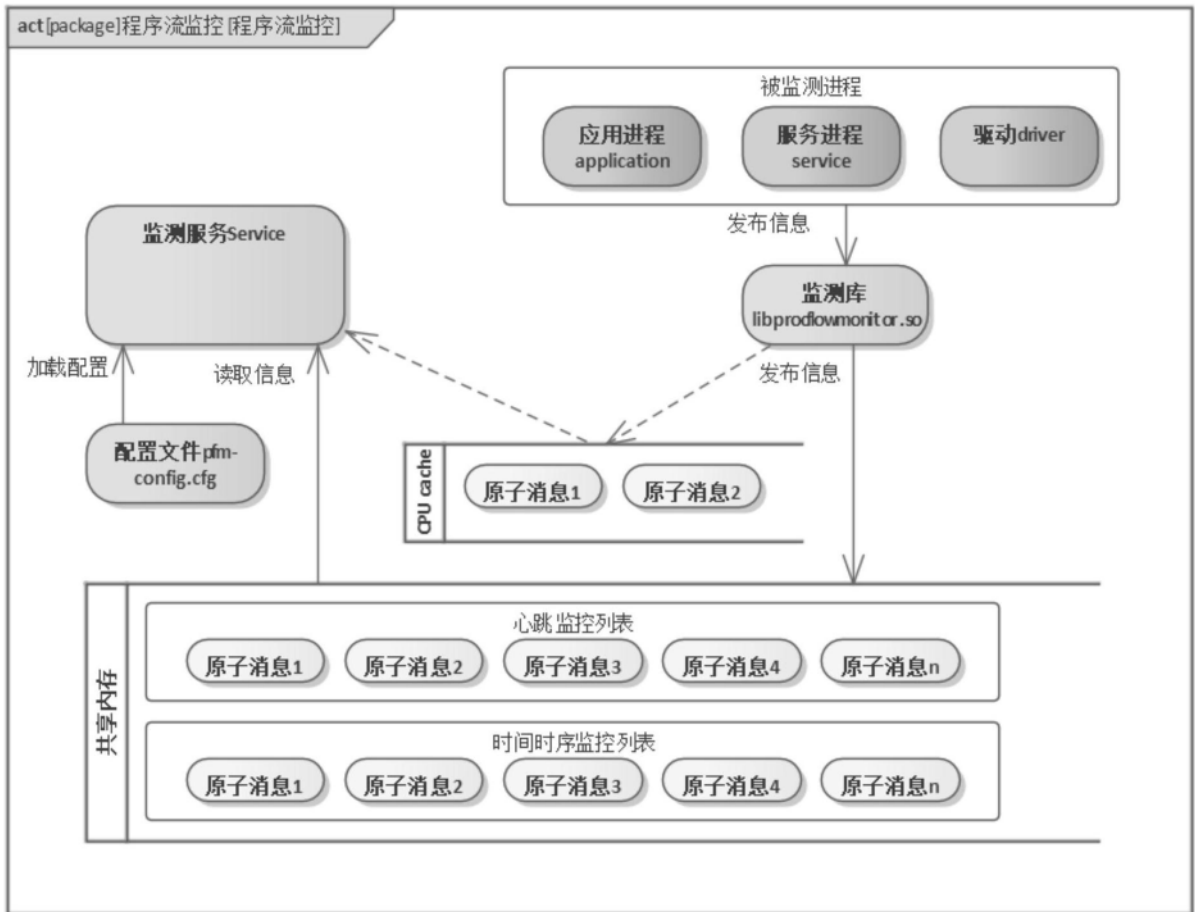 act[package]程序流监控 [程序流监控]
被监测进程
应用进程
application
服务进程
service
驱动driver
发布信息
监测服务Service
监测库
libprocflowmonitor.so
加载配置
读取信息
发布信息
配置文件pfm-
config.cfg
CPU cache
原子消息1
原子消息2
共享内存
心跳监控列表
原子消息1
原子消息2
原子消息3
原子消息4
原子消息n
时间时序监控列表
原子消息1
原子消息2
原子消息3
原子消息4
原子消息n